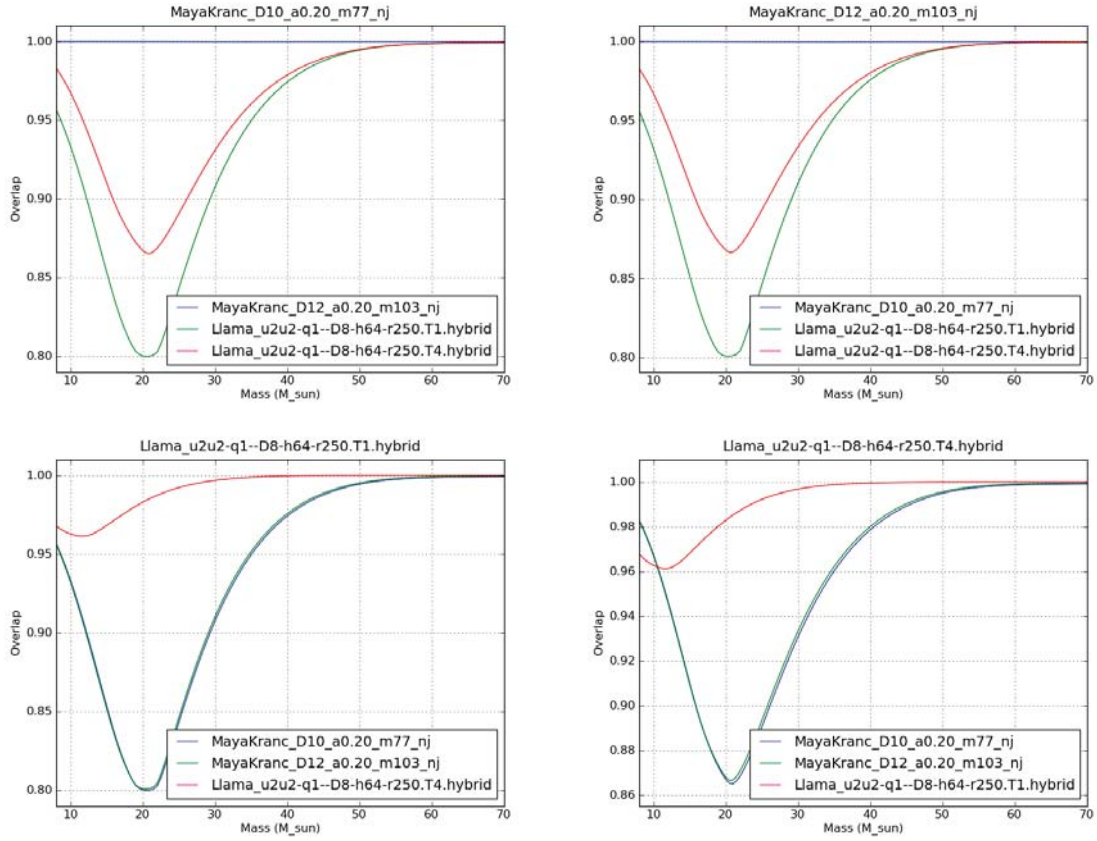 MayaKranc_D10_a0.20_m77_nj
1.00
0.95
0.90
0.85
0.80
Overlap
10 20 30 40 50 60 70
Mass (M_sun)
MayaKranc_D12_a0.20_m103_nj
Llama_u2u2-q1--D8-h64-r250.T1.hybrid
Llama_u2u2-q1--D8-h64-r250.T4.hybrid
MayaKranc_D12_a0.20_m103_nj
1.00
0.95
0.90
0.85
0.80
Overlap
10 20 30 40 50 60 70
Mass (M_sun)
MayaKranc_D10_a0.20_m77_nj
Llama_u2u2-q1--D8-h64-r250.T1.hybrid
Llama_u2u2-q1--D8-h64-r250.T4.hybrid
Llama_u2u2-q1--D8-h64-r250.T1.hybrid
1.00
0.95
0.90
0.85
0.80
Overlap
10 20 30 40 50 60 70
Mass (M_sun)
MayaKranc_D10_a0.20_m77_nj
MayaKranc_D12_a0.20_m103_nj
Llama_u2u2-q1--D8-h64-r250.T4.hybrid
Llama_u2u2-q1--D8-h64-r250.T4.hybrid
1.00
0.98
0.96
0.94
0.92
0.90
0.88
0.86
Overlap
10 20 30 40 50 60 70
Mass (M_sun)
MayaKranc_D10_a0.20_m77_nj
MayaKranc_D12_a0.20_m103_nj
Llama_u2u2-q1--D8-h64-r250.T1.hybrid